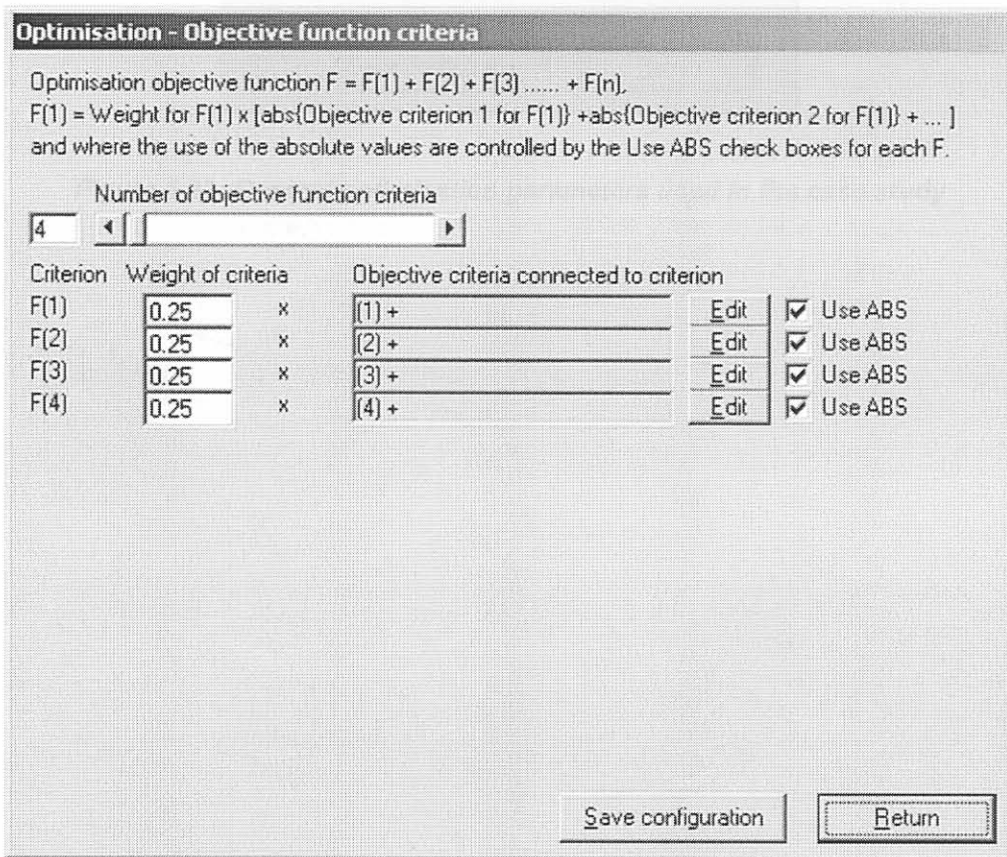 Optimisation - Objective function criteria
Optimisation objective function F = F(1) + F(2) + F(3) ...... + F(n),
F(1) = Weight for F(1) x [abs{Objective criterion 1 for F(1)} +abs{Objective criterion 2 for F(1)} + ... ]
and where the use of the absolute values are controlled by the Use ABS check boxes for each F.
Number of objective function criteria
4
Criterion Weight of criteria Objective criteria connected to criterion
F(1) 0.25 x (1) + Edit Use ABS
F(2) 0.25 x (2) + Edit Use ABS
F(3) 0.25 x (3) + Edit Use ABS
F(4) 0.25 x (4) + Edit Use ABS
Save configuration Return